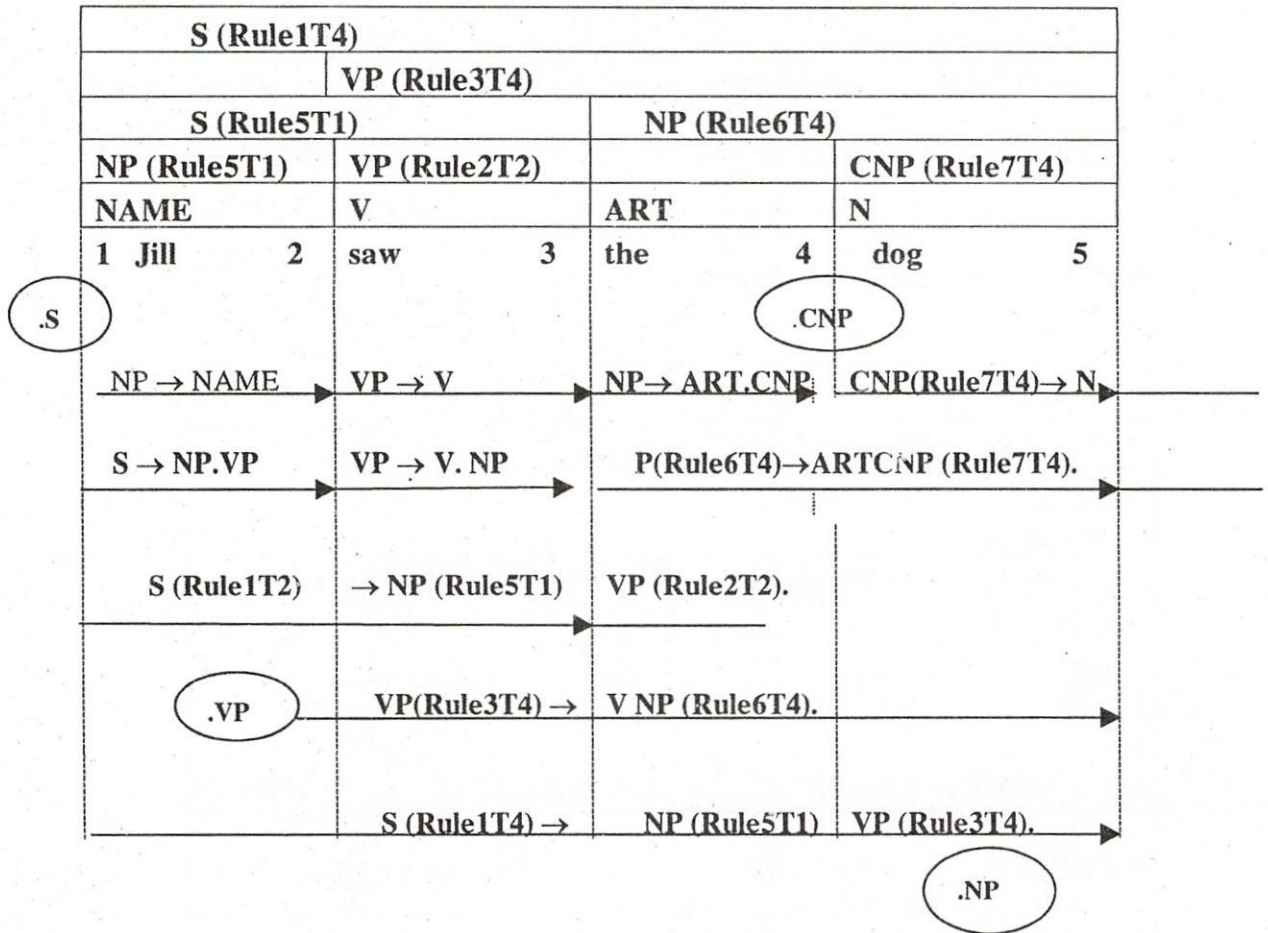 S (Rule1T4)
VP (Rule3T4)
S (Rule5T1) NP (Rule6T4)
NP (Rule5T1) VP (Rule2T2) CNP (Rule7T4)
NAME V ART N
1 Jill 2 saw 3 the 4 dog 5
.S .CNP
NP → NAME VP → V NP→ ART.CNP CNP(Rule7T4)→ N
S → NP.VP VP → V. NP P(Rule6T4)→ARTCNP (Rule7T4).
S (Rule1T2) → NP (Rule5T1) VP (Rule2T2).
.VP VP(Rule3T4) → V NP (Rule6T4).
S (Rule1T4) → NP (Rule5T1) VP (Rule3T4).
.NP